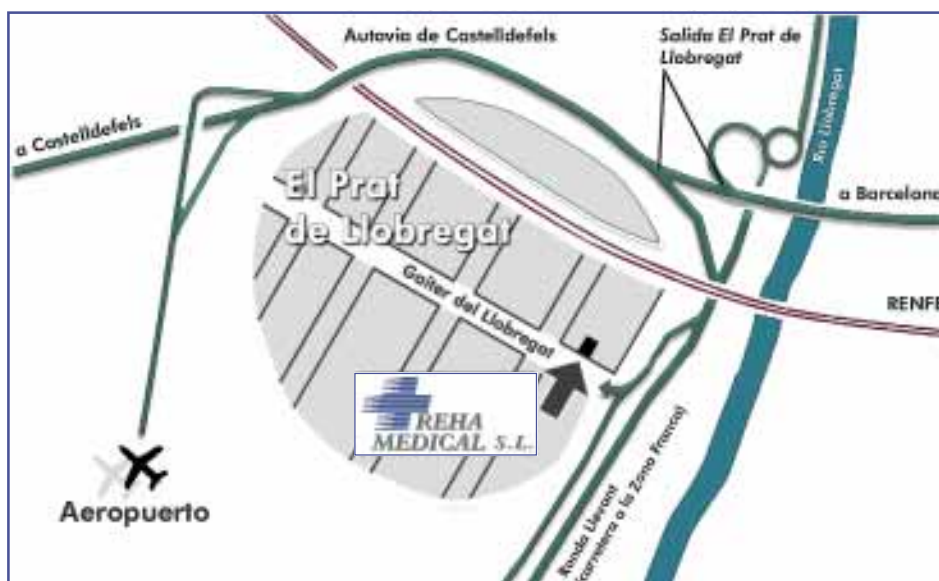 Autovia de Castelldefels
Salida El Prat de
Llobregat
a Castelldefels
Rio Llobregat
El Prat
de Llobregat
a Barcelona
Gaiter del Llobregat
RENFE
REHA
MEDICAL S.L.
Aeropuerto
Ronda Llevant
(carretera a la Zona Franca)